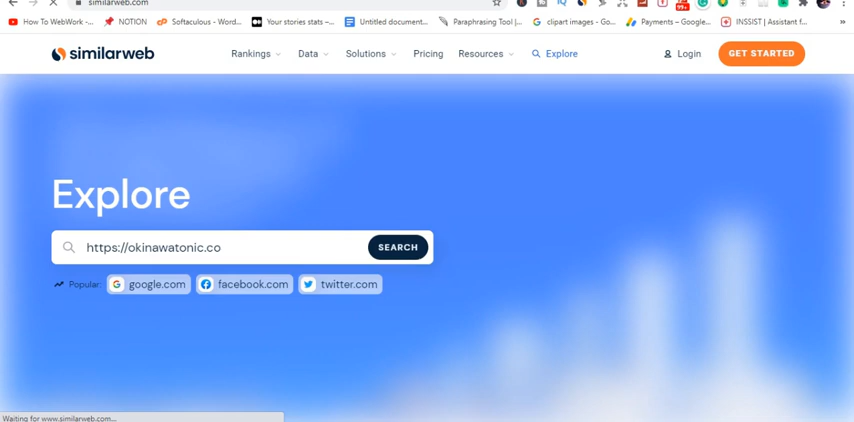 similarweb.com
How To WebWork -...
NOTION
Softaculous - Word...
Your stories stats –...
Untitled document...
Paraphrasing Tool |...
clipart images - Go...
Payments – Google...
INSSIST | Assistant f...
»
similarweb
Rankings
Data
Solutions
Pricing
Resources
Explore
Login
GET STARTED
Explore
https://okinawatonic.co
SEARCH
Popular:
google.com
facebook.com
twitter.com
Waiting for www.similarweb.com...